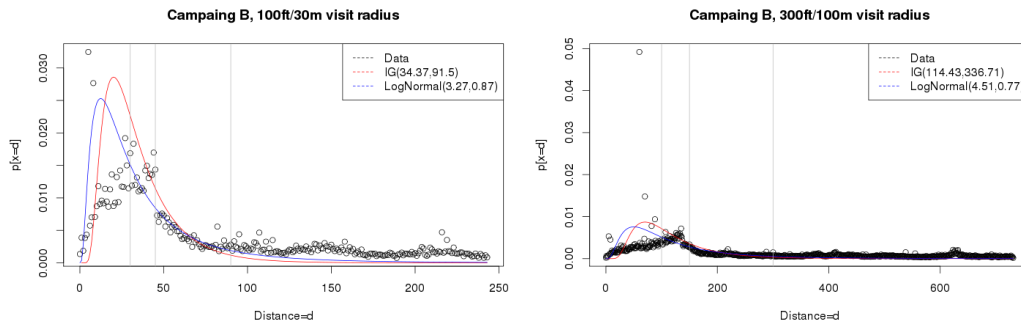 Campaing B, 100ft/30m visit radius
Data
IG(34.37,91.5)
LogNormal(3.27,0.87)
p[x=d]
0.030
0.020
0.010
0.000
0 50 100 150 200 250
Distance=d
Campaing B, 300ft/100m visit radius
Data
IG(114.43,336.71)
LogNormal(4.51,0.77)
p[x=d]
0.05
0.04
0.03
0.02
0.01
0.00
0 200 400 600
Distance=d